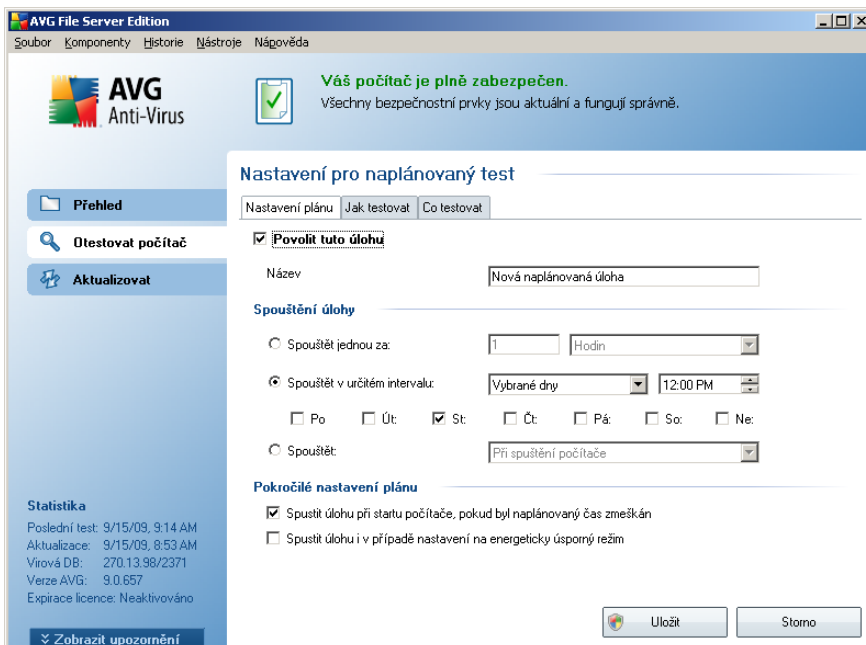 AVG File Server Edition
Soubor Komponenty Historie Nástroje Nápověda
AVG
Anti-Virus
Váš počítač je plně zabezpečen.
Všechny bezpečnostní prvky jsou aktuální a fungují správně.
Přehled
Otestovat počítač
Aktualizovat
Statistika
Poslední test: 9/15/09, 9:14 AM
Aktualizace: 9/15/09, 8:53 AM
Virová DB: 270.13.98/2371
Verze AVG: 9.0.657
Expirace licence: Neaktivováno
Zobrazit upozornění
Nastavení pro naplánovaný test
Nastavení plánu Jak testovat Co testovat
Povolit tuto úlohu
Název Nová naplánovaná úloha
Spouštění úlohy
Spouštět jednou za: 1 Hodin
Spouštět v určitém intervalu: Vybrané dny 12:00 PM
Po Út: St: Čt: Pá: So: Ne:
Spouštět: Při spuštění počítače
Pokročilé nastavení plánu
Spustit úlohu při startu počítače, pokud byl naplánovaný čas zmeškán
Spustit úlohu i v případě nastavení na energeticky úsporný režim
Uložit Storno